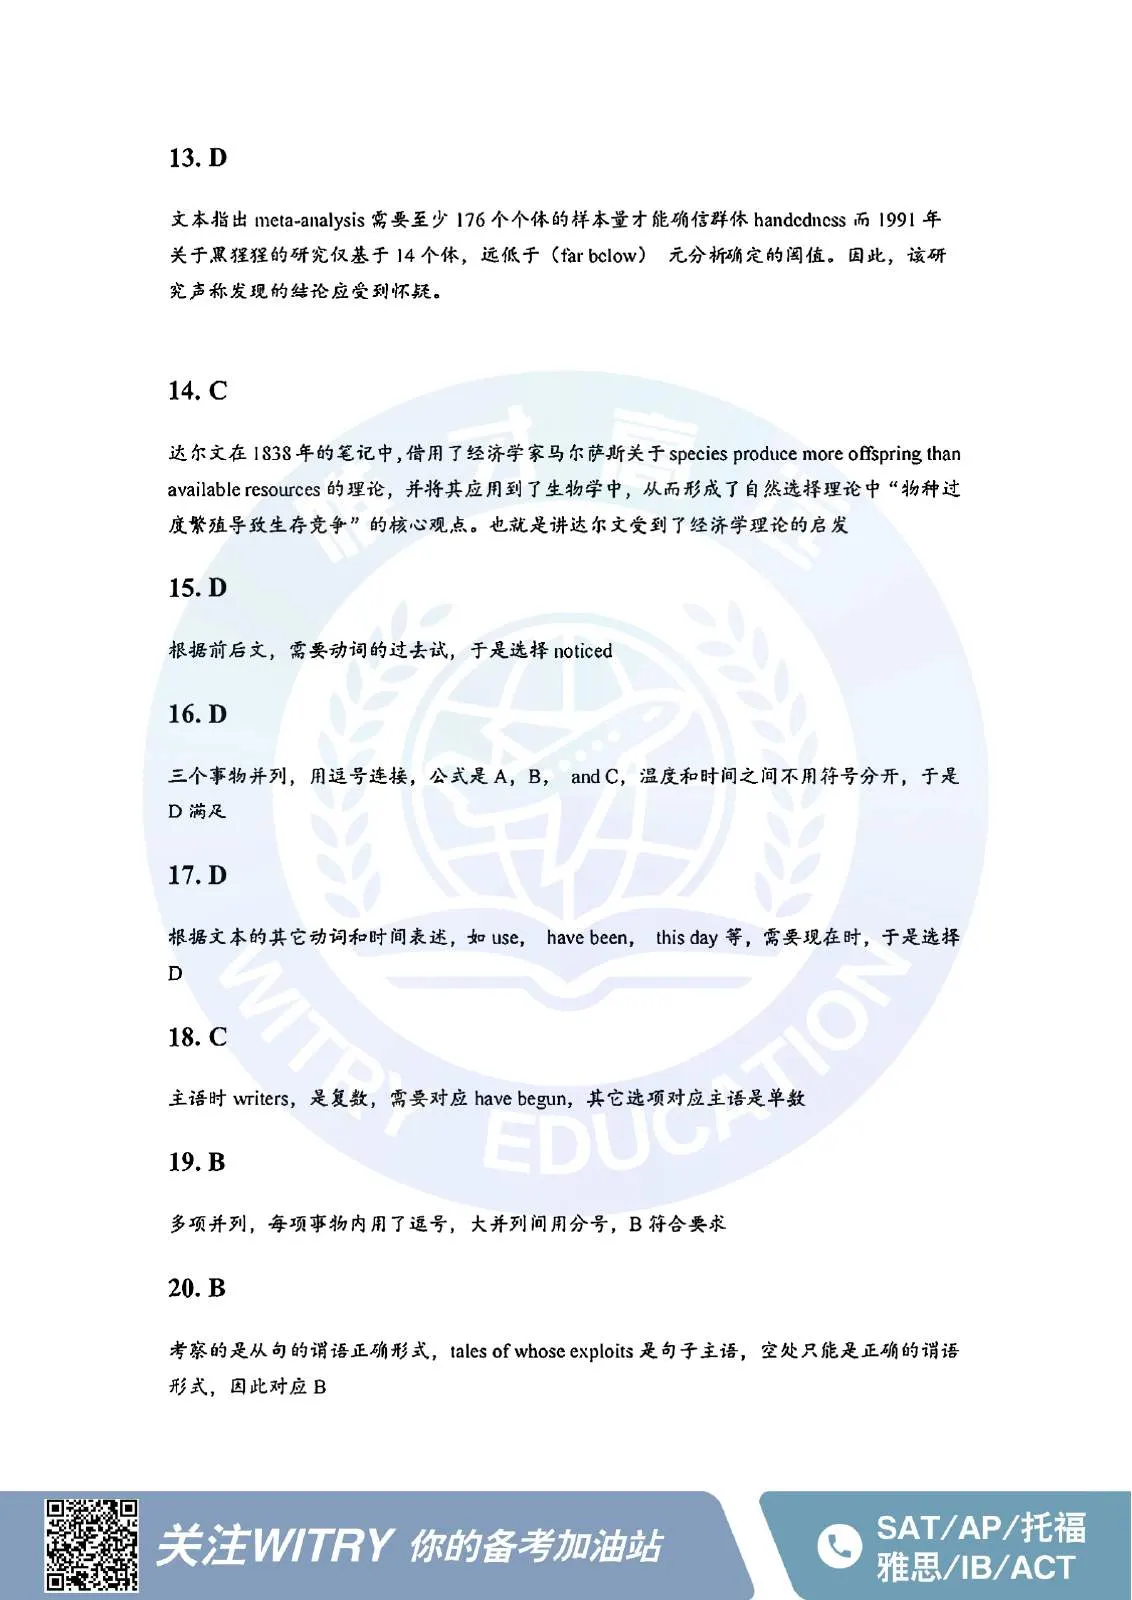 13. D
文本指出 meta-analysis 需要至少 176 个个体的样本量才能确信群体 handedness 而 1991 年
关于黑猩猩的研究仅基于 14 个体，远低于（far below） 元分析确定的阈值。因此，该研
究声称发现的结论应受到怀疑。
14. C
达尔文在 1838 年的笔记中,借用了经济学家马尔萨斯关于 species produce more offspring than
available resources 的理论，并将其应用到了生物学中，从而形成了自然选择理论中“物种过
度繁殖导致生存竞争”的核心观点。也就是讲达尔文受到了经济学理论的启发
15. D
根据前后文，需要动词的过去试，于是选择 noticed
16. D
三个事物并列，用逗号连接，公式是 A，B， and C，温度和时间之间不用符号分开，于是
D 满足
17. D
根据文本的其它动词和时间表述，如 use， have been， this day 等，需要现在时，于是选择
D
18. C
主语时 writers，是复数，需要对应 have begun，其它选项对应主语是单数
19. B
多项并列，每项事物内用了逗号，大并列间用分号，B 符合要求
20. B
考察的是从句的谓语正确形式，tales of whose exploits 是句子主语，空处只能是正确的谓语
形式，因此对应 B
WITRY EDUCATION
关注WITRY 你的备考加油站
SAT/AP/托福
雅思/IB/ACT